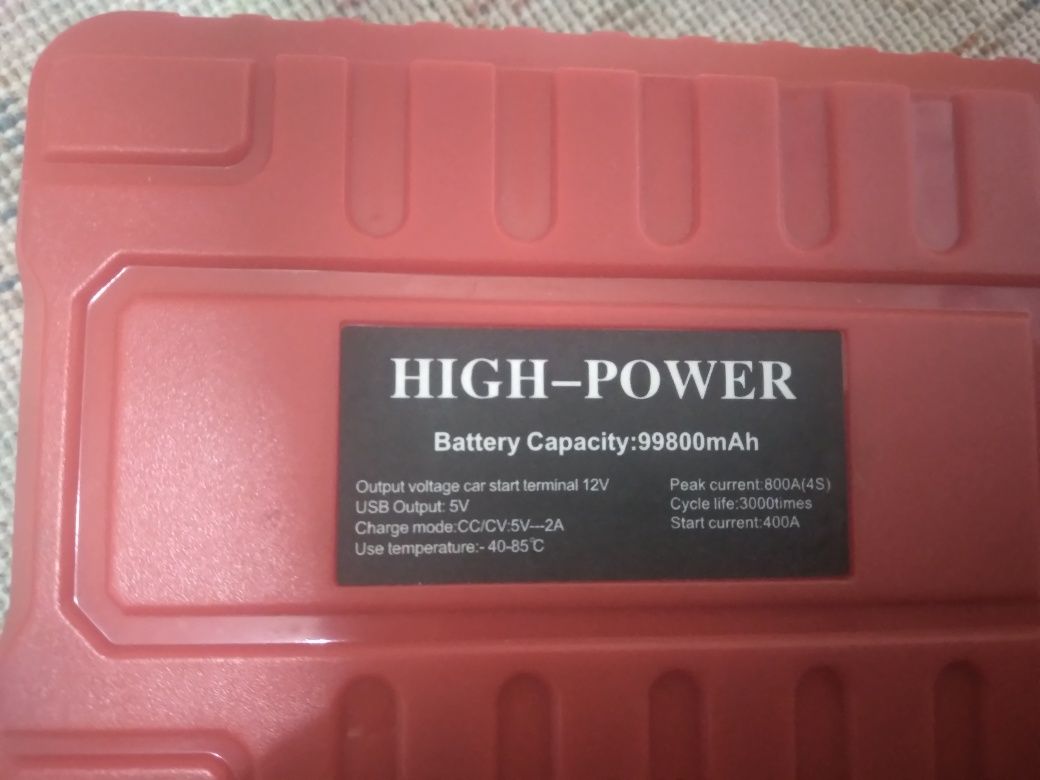 HIGH–POWER
Battery Capacity:99800mAh
Output voltage car start terminal 12V
USB Output: 5V
Charge mode:CC/CV:5V---2A
Use temperature:- 40-85℃
Peak current:800A(4S)
Cycle life:3000times
Start current:400A